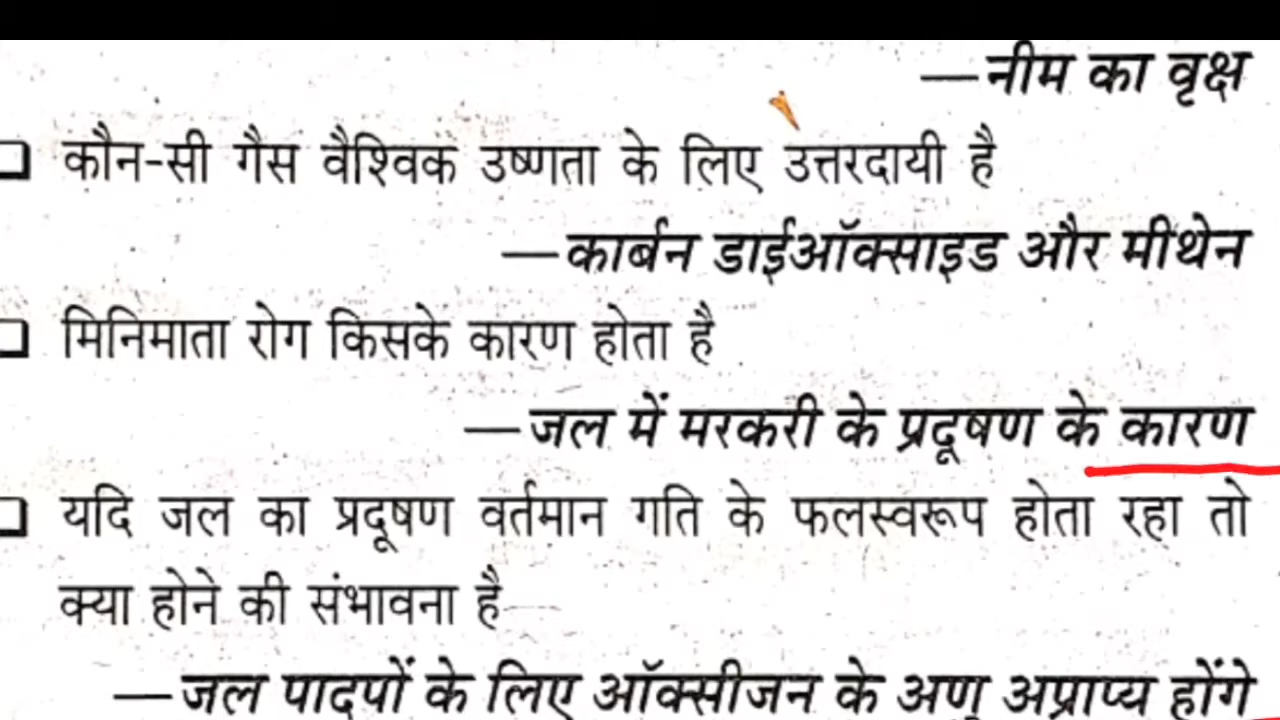 —नीम का वृक्ष
कौन-सी गैस वैश्विक उष्णता के लिए उत्तरदायी है
—कार्बन डाईऑक्साइड और मीथेन
मिनिमाता रोग किसके कारण होता है
—जल में मरकरी के प्रदूषण के कारण
यदि जल का प्रदूषण वर्तमान गति के फलस्वरूप होता रहा तो
क्या होने की संभावना है
—जल पादपों के लिए ऑक्सीजन के अणु अप्राप्य होंगे